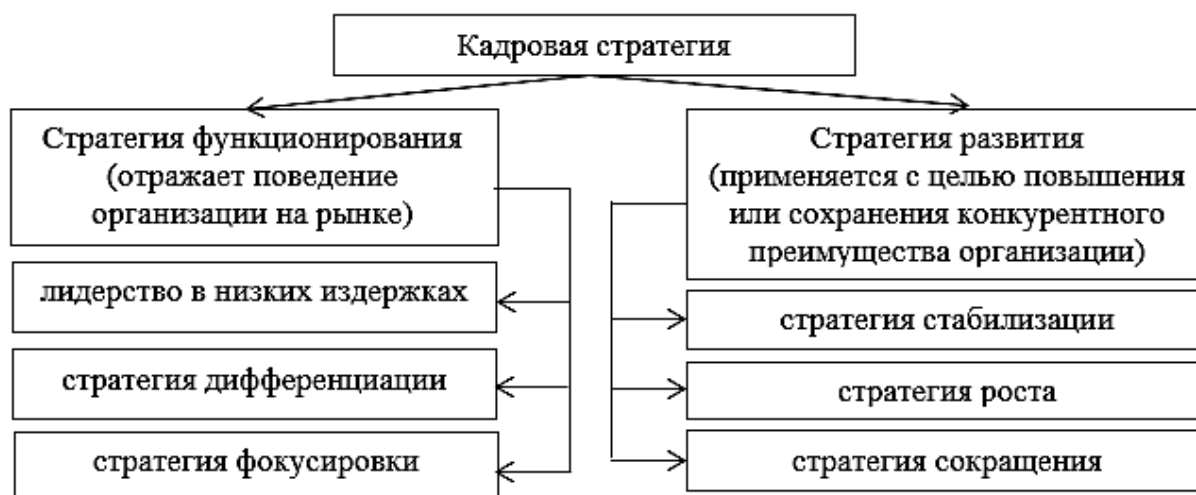 Кадровая стратегия
Стратегия функционирования
(отражает поведение
организации на рынке)
лидерство в низких издержках
стратегия дифференциации
стратегия фокусировки
Стратегия развития
(применяется с целью повышения
или сохранения конкурентного
преимущества организации)
стратегия стабилизации
стратегия роста
стратегия сокращения